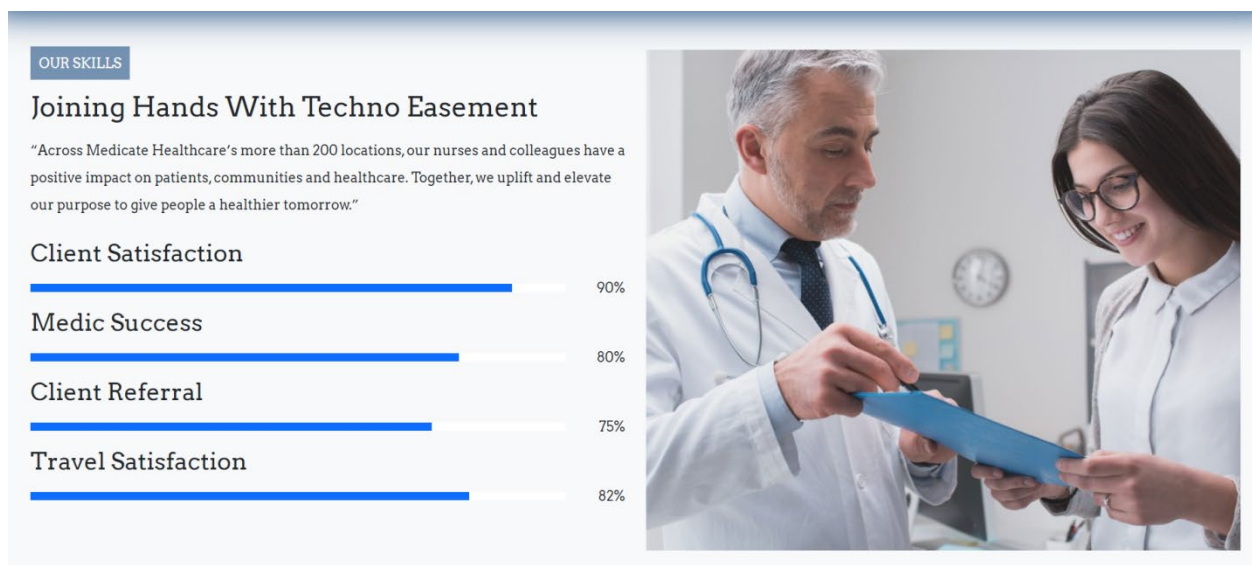 OUR SKILLS
Joining Hands With Techno Easement
“Across Medicate Healthcare’s more than 200 locations, our nurses and colleagues have a
positive impact on patients, communities and healthcare. Together, we uplift and elevate
our purpose to give people a healthier tomorrow.”
Client Satisfaction
90%
Medic Success
80%
Client Referral
75%
Travel Satisfaction
82%